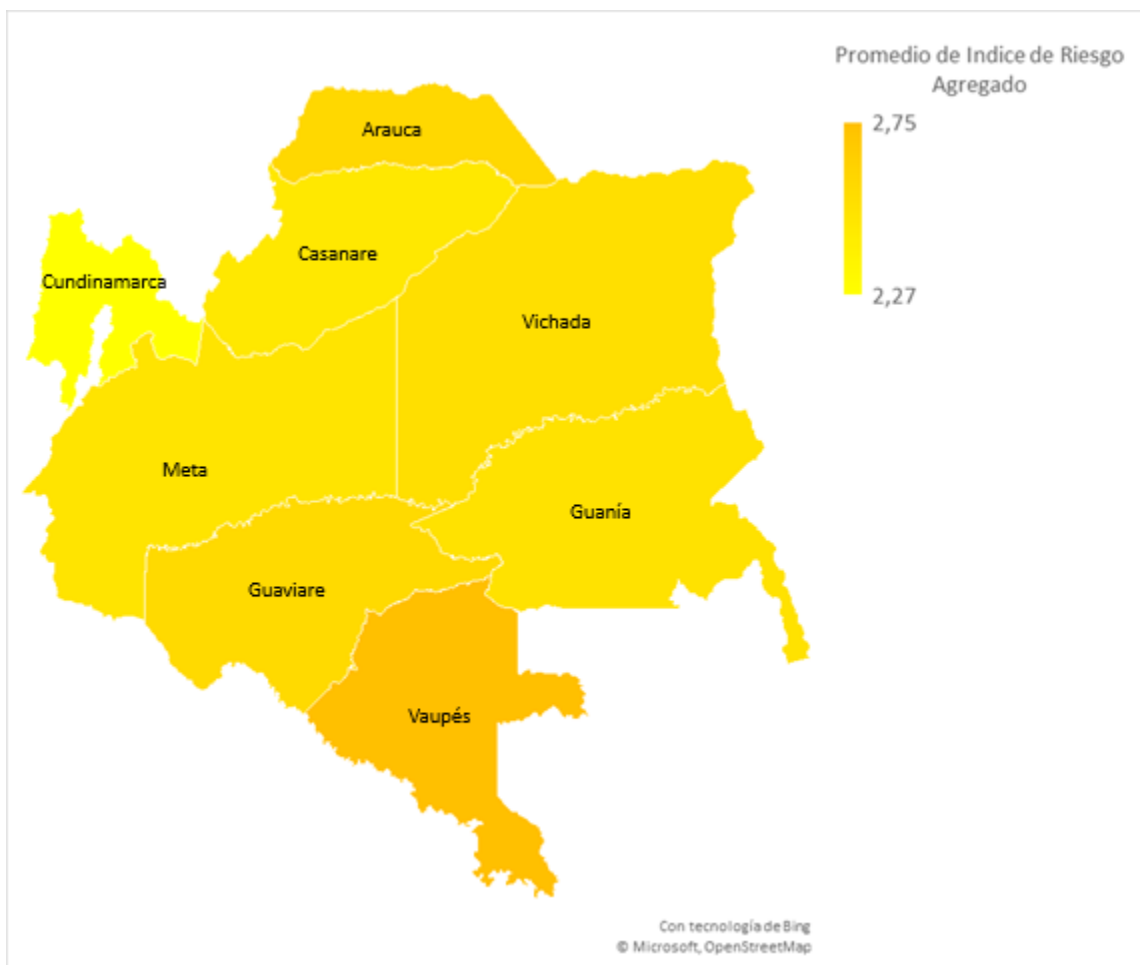 Promedio de Indice de Riesgo
Agregado
2,75
2,27
Arauca
Casanare
Cundinamarca
Vichada
Meta
Guanía
Guaviare
Vaupés
Con tecnología de Bing
© Microsoft, OpenStreetMap